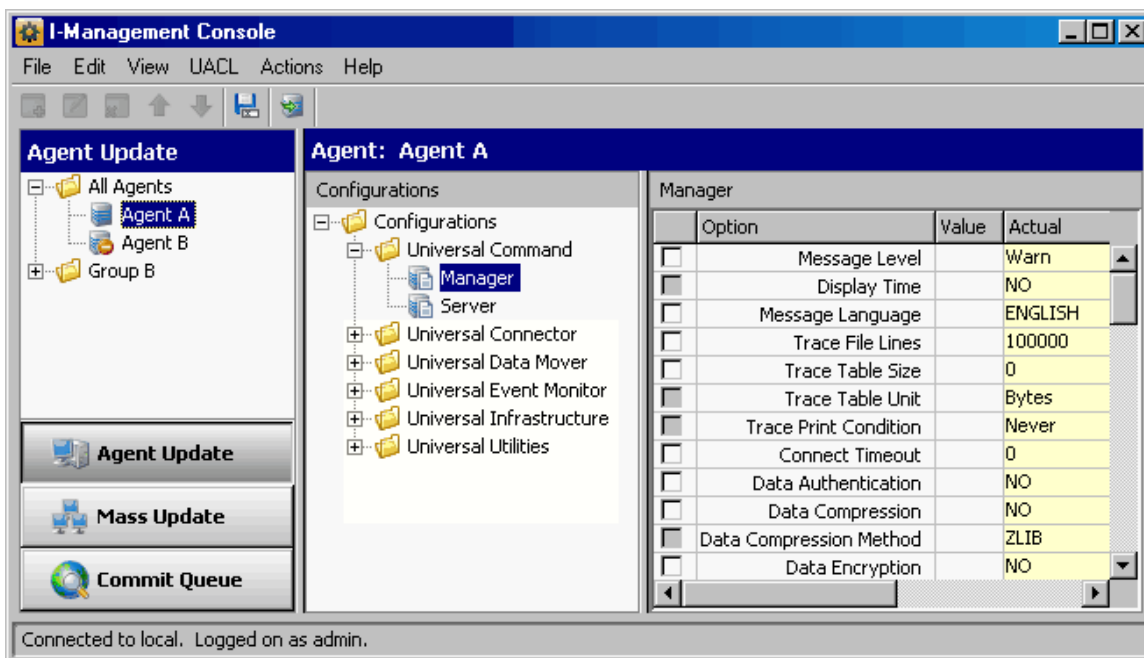 I-Management Console
File Edit View UACL Actions Help
Agent Update
All Agents
Agent A
Agent B
Group B
Agent Update
Mass Update
Commit Queue
Agent: Agent A
Configurations
Configurations
Universal Command
Manager
Server
Universal Connector
Universal Data Mover
Universal Event Monitor
Universal Infrastructure
Universal Utilities
Manager
Option Value Actual
Message Level Warn
Display Time NO
Message Language ENGLISH
Trace File Lines 100000
Trace Table Size 0
Trace Table Unit Bytes
Trace Print Condition Never
Connect Timeout 0
Data Authentication NO
Data Compression NO
Data Compression Method ZLIB
Data Encryption NO
Connected to local. Logged on as admin.